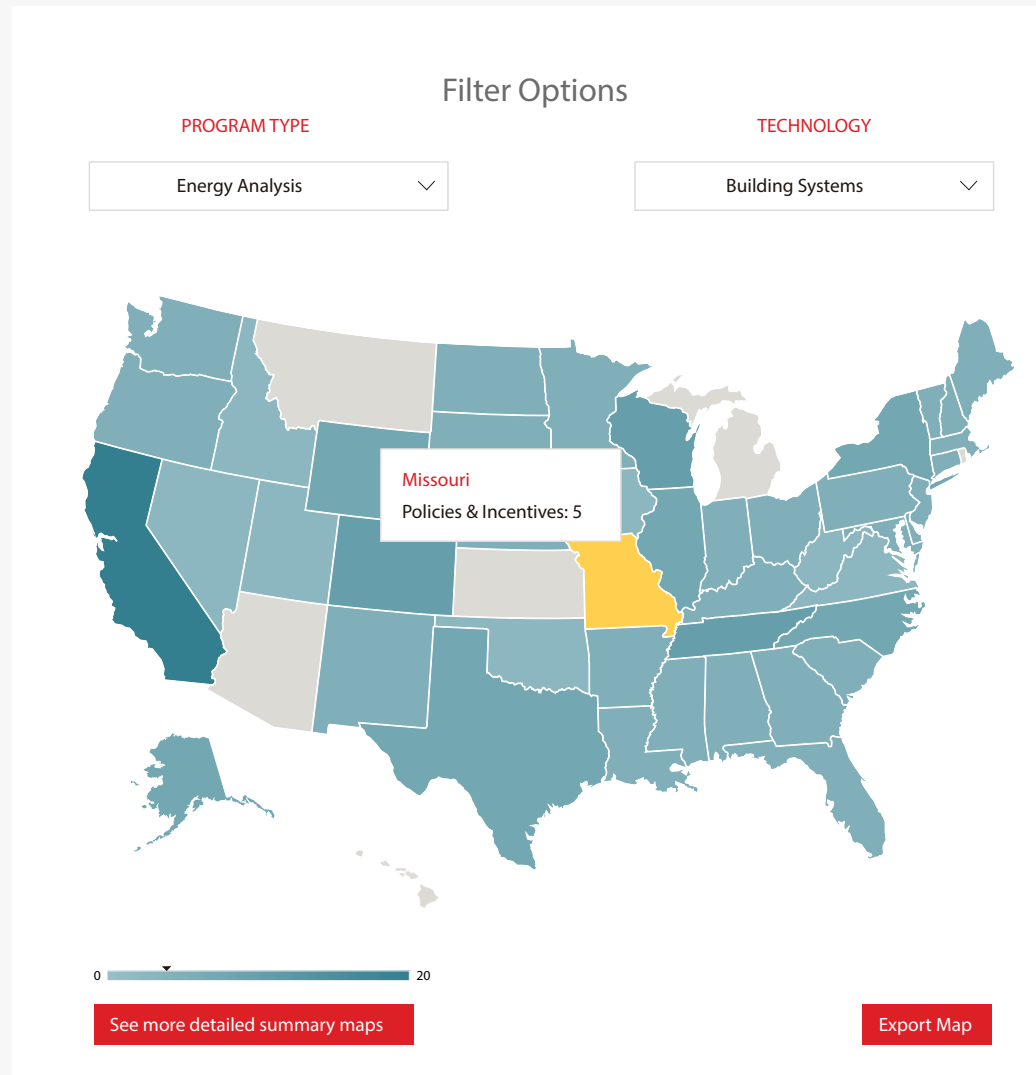 Filter Options
PROGRAM TYPE
TECHNOLOGY
Energy Analysis
Building Systems
Missouri
Policies & Incentives: 5
0
20
See more detailed summary maps
Export Map